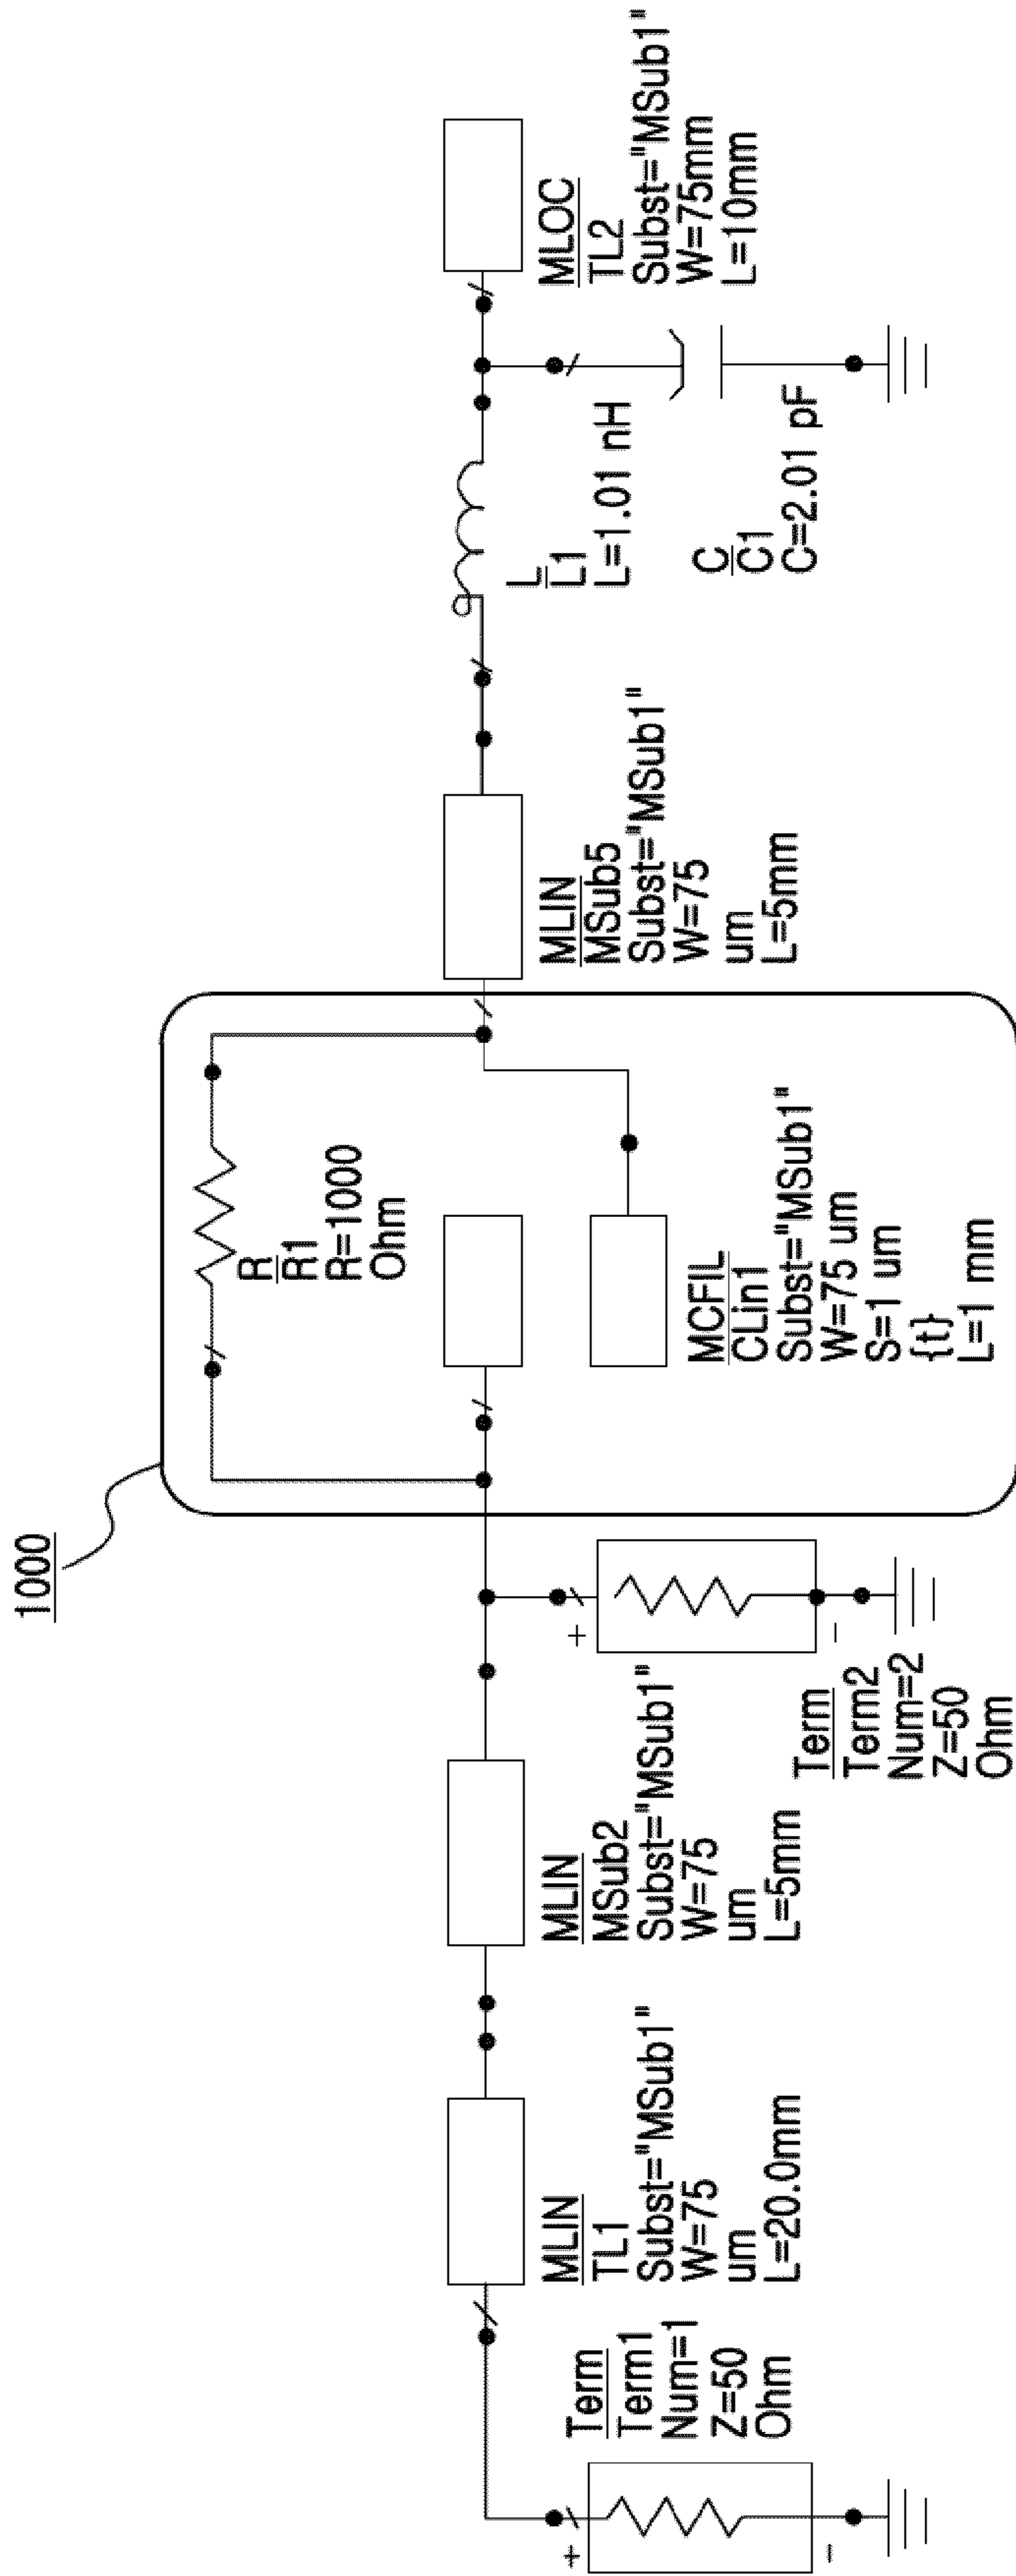 1000
Term
Term1
Num=1
Z=50
Ohm
+
-
MLIN
TL1
Subst="MSub1"
W=75
um
L=20.0mm
MLIN
MSub2
Subst="MSub1"
W=75
um
L=5mm
+
-
Term
Term2
Num=2
Z=50
Ohm
R
R1
R=1000
Ohm
MCFIL
CLin1
Subst="MSub1"
W=75 um
S=1 um
{t}
L=1 mm
MLIN
MSub5
Subst="MSub1"
W=75
um
L=5mm
L
L1
L=1.01 nH
C
C1
C=2.01 pF
MLOC
TL2
Subst="MSub1"
W=75mm
L=10mm